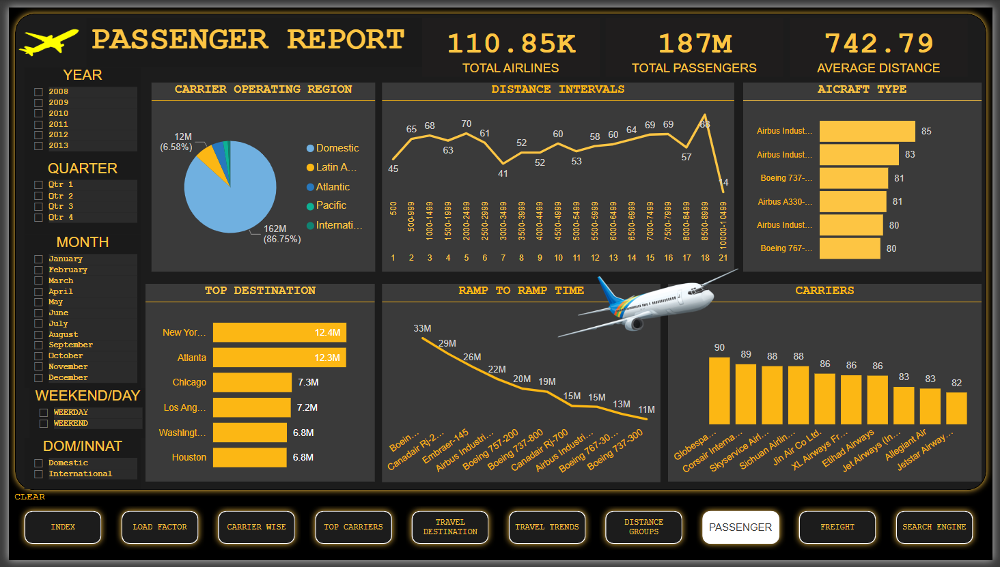 PASSENGER REPORT
110.85K
TOTAL AIRLINES
187M
TOTAL PASSENGERS
742.79
AVERAGE DISTANCE
YEAR
2008
2009
2010
2011
2012
2013
QUARTER
Qtr 1
Qtr 2
Qtr 3
Qtr 4
MONTH
January
February
March
April
May
June
July
August
September
October
November
December
WEEKEND/DAY
WEEKDAY
WEEKEND
DOM/INNAT
Domestic
International
CARRIER OPERATING REGION
12M
(6.58%)
162M
(86.75%)
Domestic
Latin A...
Atlantic
Pacific
Internati...
DISTANCE INTERVALS
45
65
68
63
70
61
41
52
52
60
53
58
60
64
69
69
57
88
14
500
500-999
1000-1499
1500-1999
2000-2499
2500-2999
3000-3499
3500-3999
4000-4499
4500-4999
5000-5499
5500-5999
6000-6499
6500-6999
7000-7499
7500-7999
8000-8499
8500-8999
10000-10499
1
2
3
4
5
6
7
8
9
10
11
12
13
14
15
16
17
18
21
AICRAFT TYPE
Airbus Indust... 85
Airbus Indust... 83
Boeing 737-... 81
Airbus A330-... 81
Airbus Indust... 80
Boeing 767-... 80
TOP DESTINATION
New Yor... 12.4M
Atlanta 12.3M
Chicago 7.3M
Los Ang... 7.2M
Washingt... 6.8M
Houston 6.8M
RAMP TO RAMP TIME
33M
29M
26M
22M
20M
19M
15M
15M
13M
11M
Boein...
Canadair Rj-2...
Embraer-145
Airbus Industri...
Boeing 757-200
Boeing 737-800
Canadair Rj-700
Airbus Industri...
Boeing 767-30...
Boeing 737-300
CARRIERS
90
89
88
88
86
86
86
83
83
82
Globespa...
Corsair Interna...
Skyservice Airl...
Sichuan Airlin...
Jin Air Co Ltd.
XL Airways Fr...
Etihad Airways
Jet Airways (In...
Allegiant Air
Jetstar Airway...
CLEAR
INDEX
LOAD FACTOR
CARRIER WISE
TOP CARRIERS
TRAVEL
DESTINATION
TRAVEL TRENDS
DISTANCE
GROUPS
PASSENGER
FREIGHT
SEARCH ENGINE